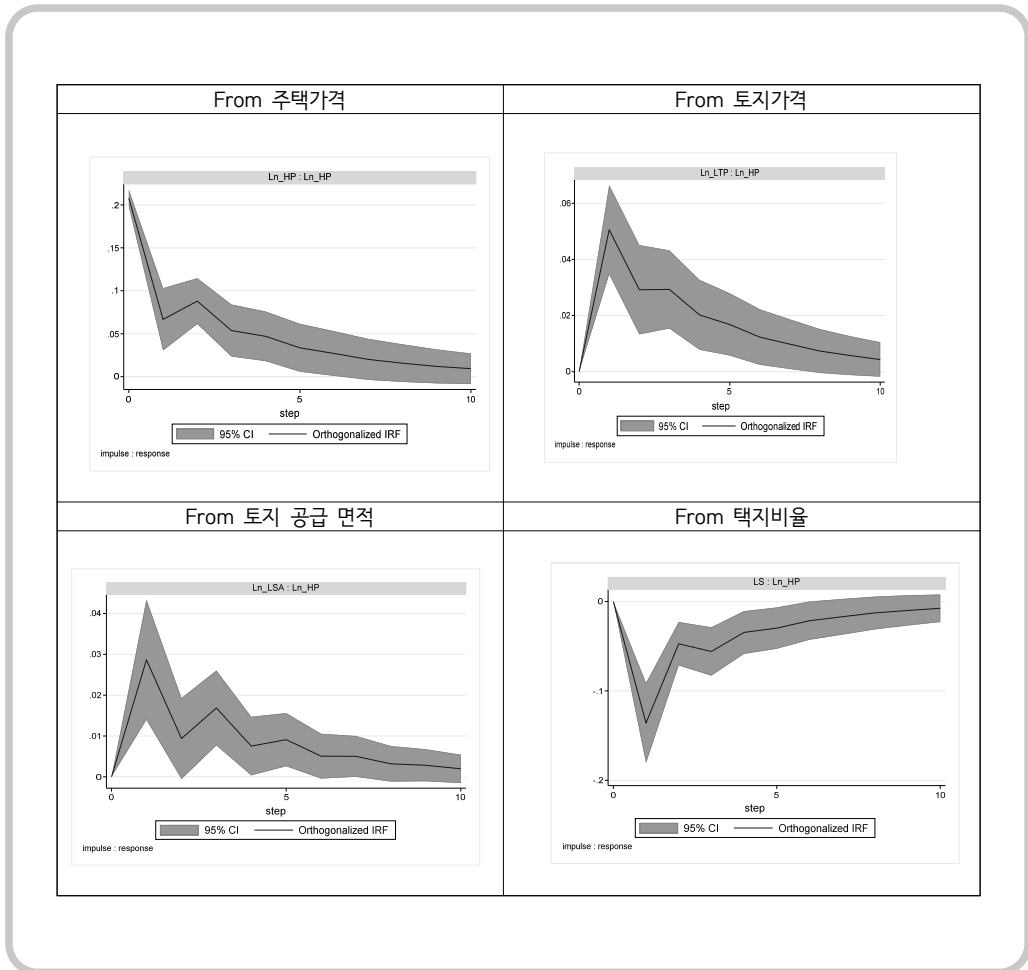 From 주택가격
From 토지가격
Ln_HP : Ln_HP
.2
.15
.1
.05
0
0
5
10
step
95% CI
Orthogonalized IRF
impulse : response
Ln_LTP : Ln_HP
.06
.04
.02
0
0
5
10
step
95% CI
Orthogonalized IRF
impulse : response
From 토지 공급 면적
From 택지비율
Ln_LSA : Ln_HP
.04
.03
.02
.01
0
0
5
10
step
95% CI
Orthogonalized IRF
impulse : response
LS : Ln_HP
0
-.1
-.2
0
5
10
step
95% CI
Orthogonalized IRF
impulse : response